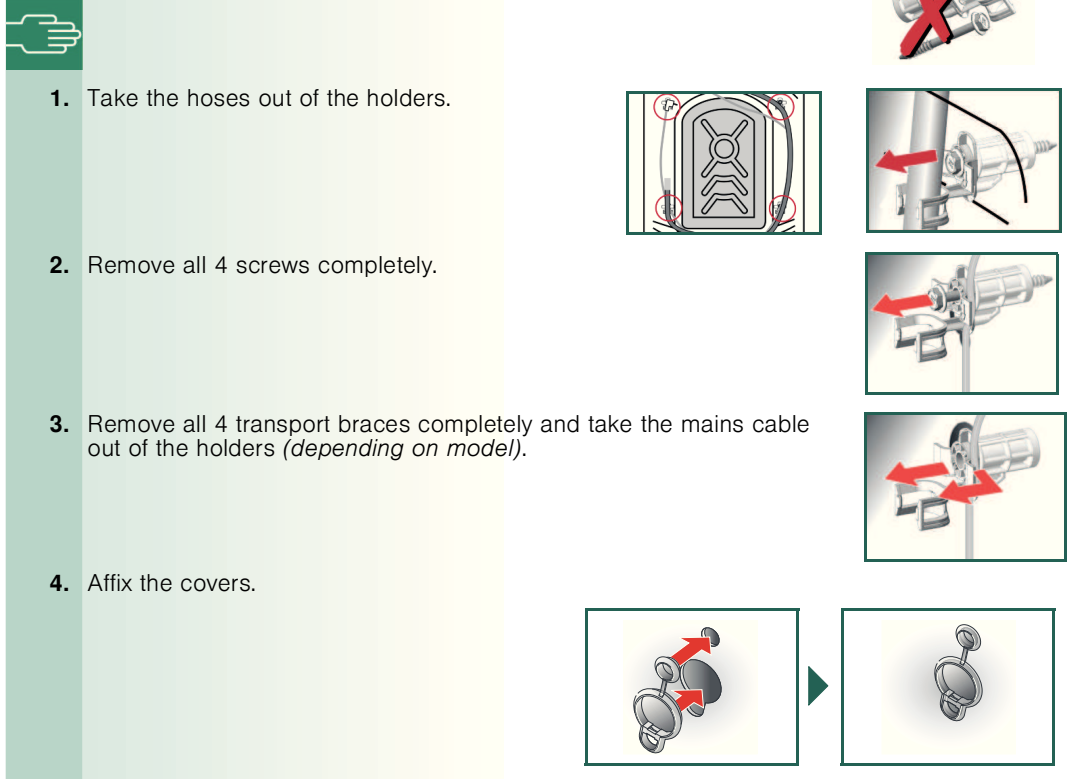 1. Take the hoses out of the holders.
2. Remove all 4 screws completely.
3. Remove all 4 transport braces completely and take the mains cable
out of the holders (depending on model).
4. Affix the covers.